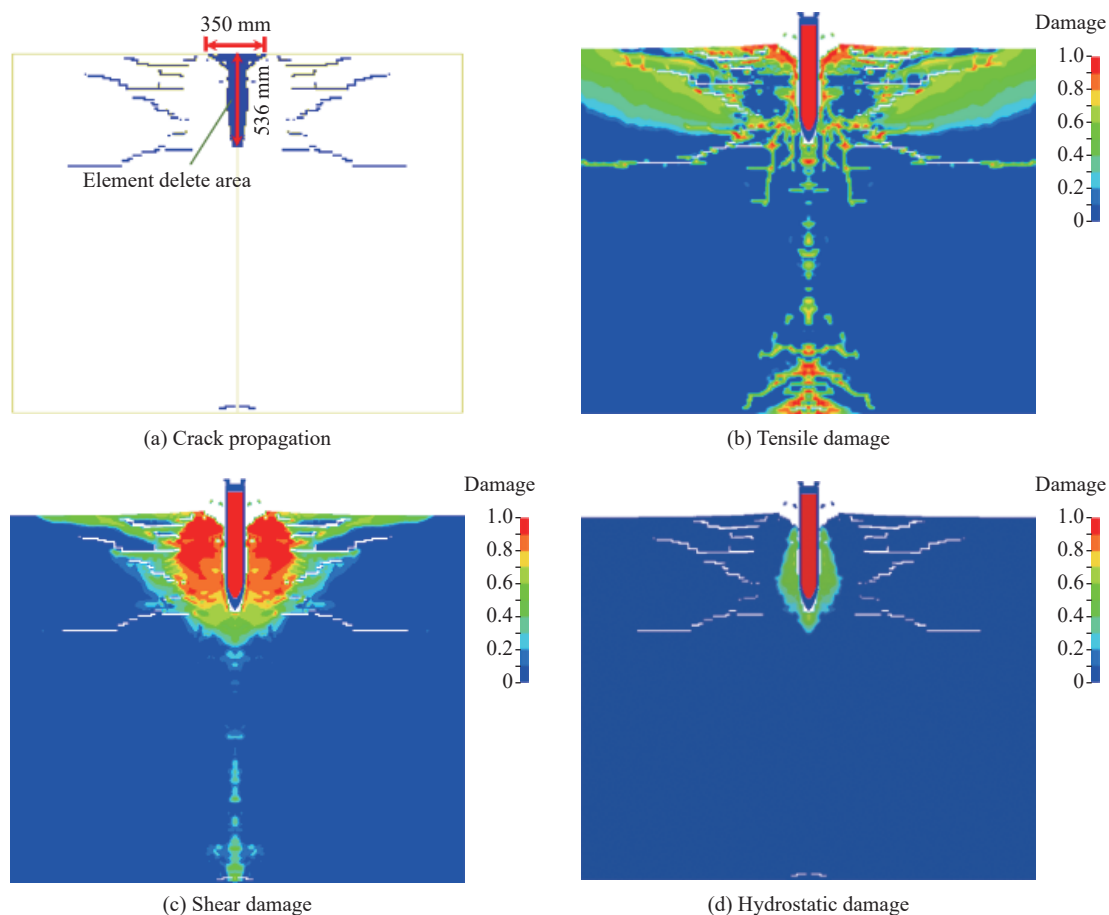 350 mm
536 mm
Element delete area
(a) Crack propagation
Damage
1.0
0.8
0.6
0.4
0.2
0
(b) Tensile damage
Damage
1.0
0.8
0.6
0.4
0.2
0
(c) Shear damage
Damage
1.0
0.8
0.6
0.4
0.2
0
(d) Hydrostatic damage